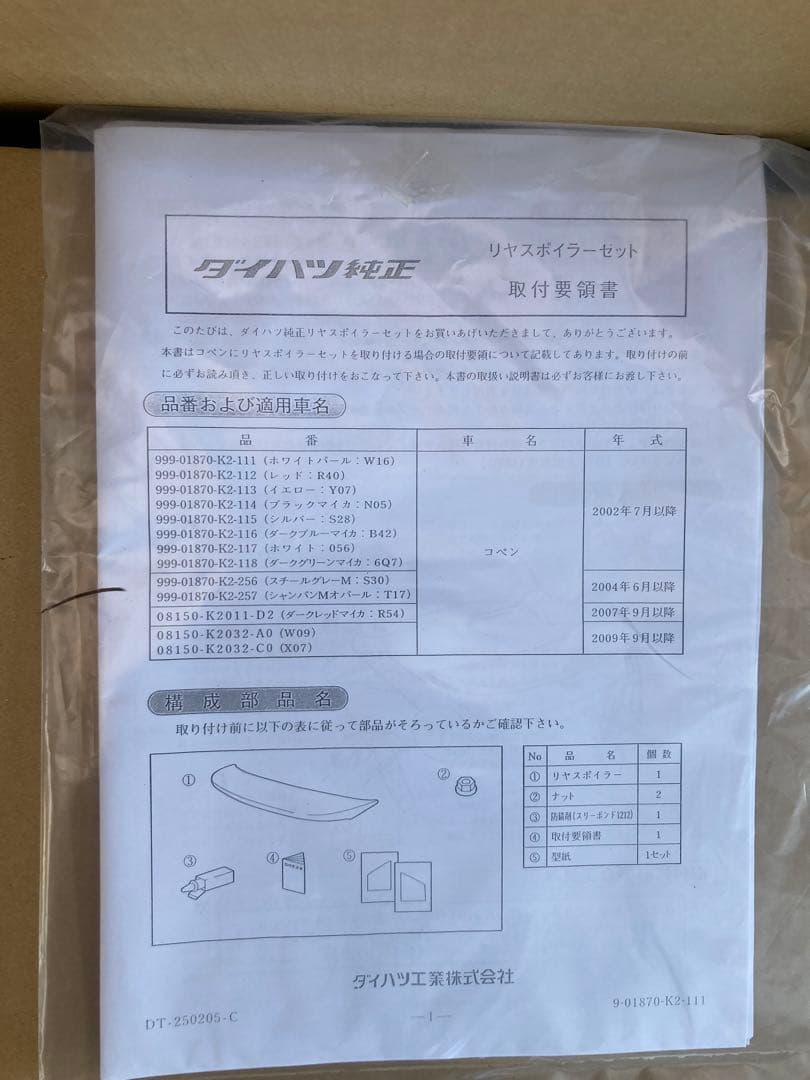 ダイハツ純正
リヤスポイラーセット
取付要領書
このたびは、ダイハツ純正リヤスポイラーセットをお買いあげいただきまして、ありがとうございます。
本書はコペンにリヤスポイラーセットを取り付ける場合の取付要領について記載してあります。取り付けの前
に必ずお読み頂き、正しい取り付けをおこなって下さい。本書の取扱い説明書は必ずお客様にお渡し下さい。
品番および適用車名
品 番 車 名 年 式
999-01870-K2-111 (ホワイトパール:W16)
999-01870-K2-112 (レッド:R40)
999-01870-K2-113 (イエロー:Y07)
999-01870-K2-114 (ブラックマイカ:N05)
999-01870-K2-115 (シルバー:S28)
999-01870-K2-116 (ダークブルーマイカ:B42)
999-01870-K2-117 (ホワイト:056)
999-01870-K2-118 (ダークグリーンマイカ:6Q7)
2002年7月以降
コペン
999-01870-K2-256 (スチールグレーM:S30)
999-01870-K2-257 (シャンパンMオパール:T17)
2004年6月以降
08150-K2011-D2 (ダークレッドマイカ:R54)
2007年9月以降
08150-K2032-A0 (W09)
08150-K2032-C0 (X07)
2009年9月以降
構成部品名
取り付け前に以下の表に従って部品がそろっているかご確認下さい。
①
②
③
④
⑤
No 品 名 個数
① リヤスポイラー 1
② ナット 2
③ 防錆剤(スリーボンド1212) 1
④ 取付要領書 1
⑤ 型紙 1セット
ダイハツ工業株式会社
9-01870-K2-111
DT-250205-C
—1—